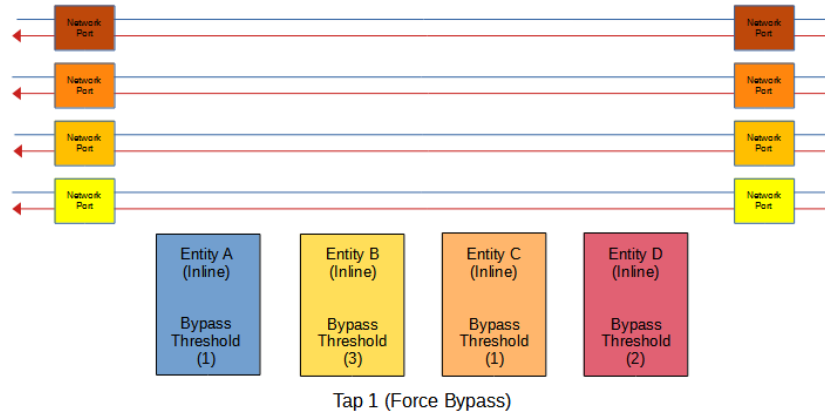 Network
Port
Network
Port
Network
Port
Network
Port
Network
Port
Network
Port
Network
Port
Network
Port
Entity A
(Inline)
Bypass
Threshold
(1)
Entity B
(Inline)
Bypass
Threshold
(3)
Entity C
(Inline)
Bypass
Threshold
(1)
Entity D
(Inline)
Bypass
Threshold
(2)
Tap 1 (Force Bypass)